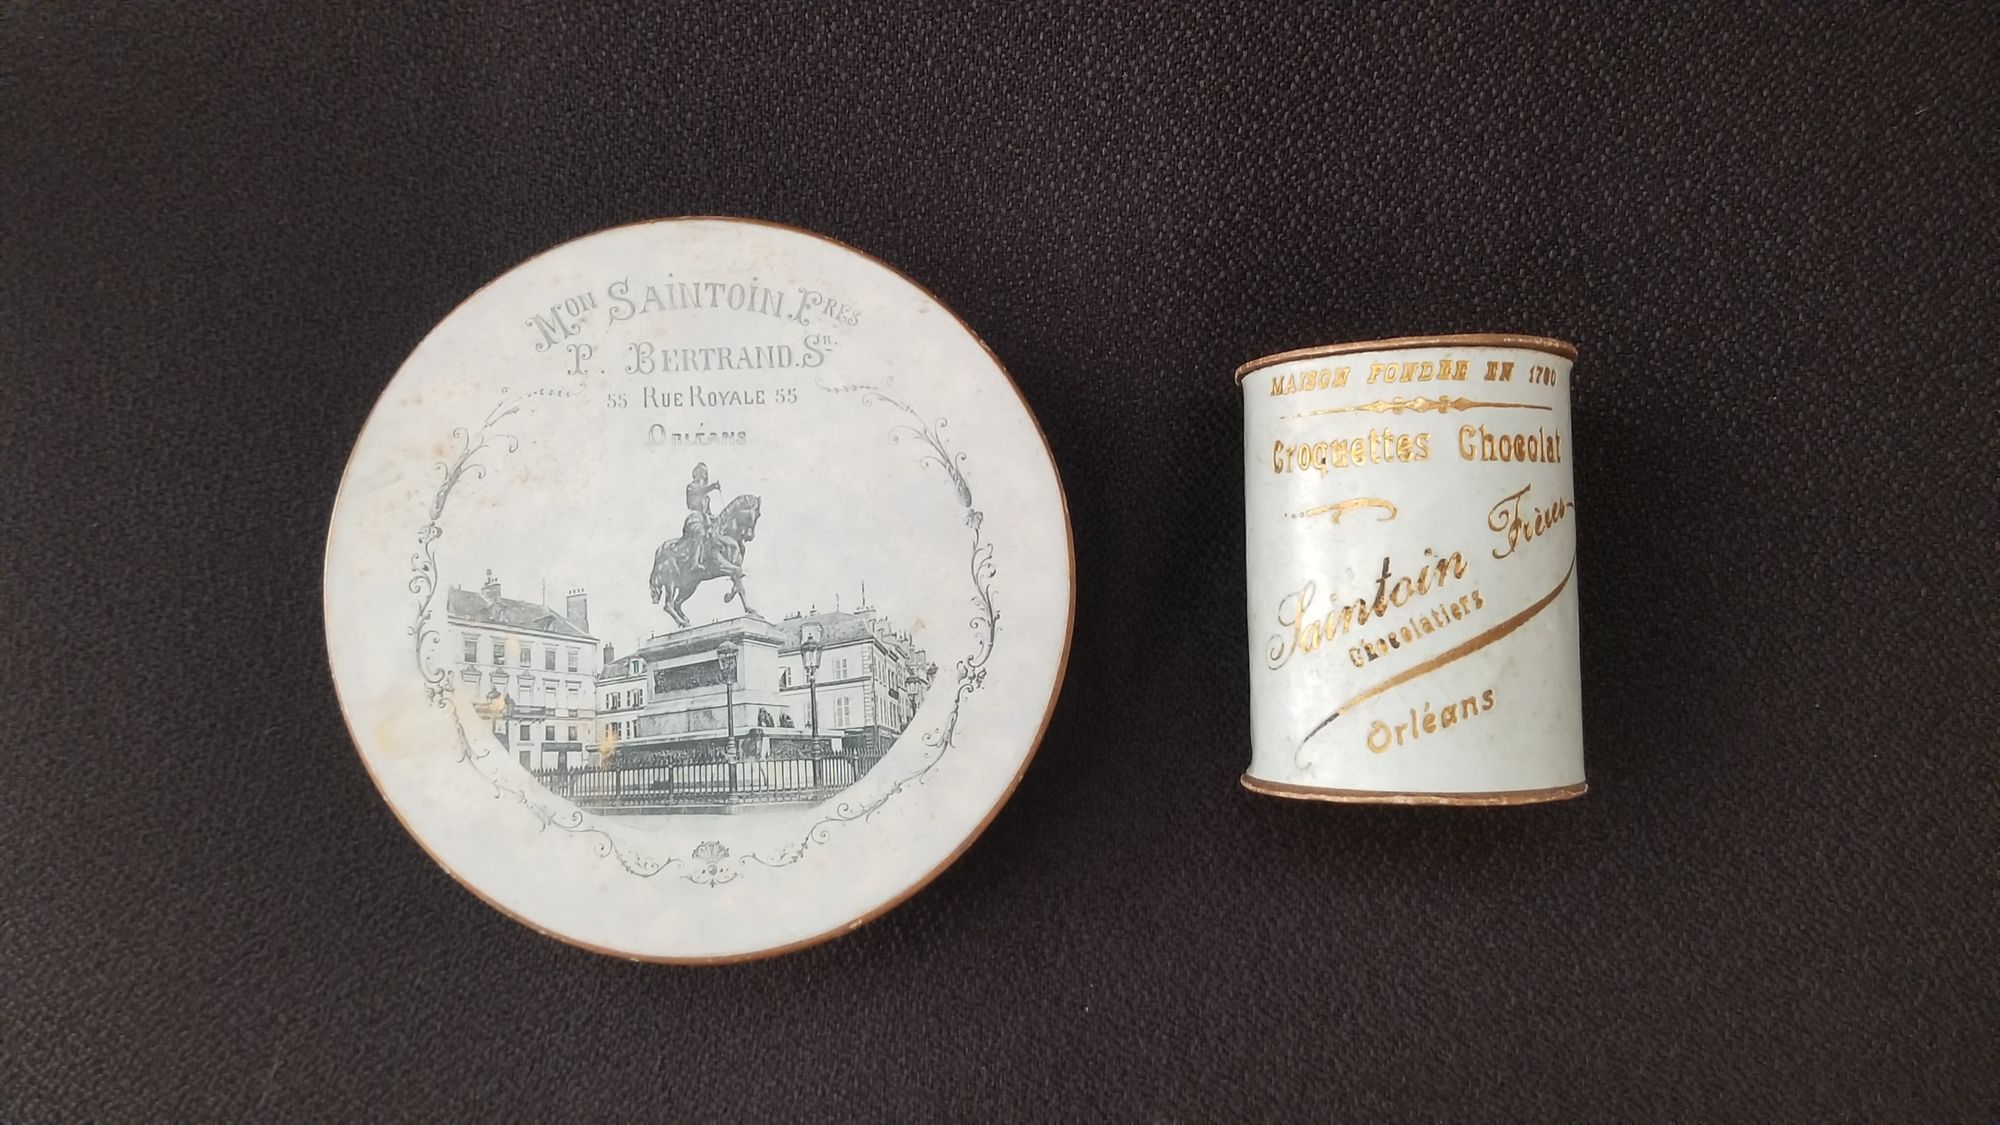 Mon Saintoin Fres
P. Bertrand. Sr.
55 Rue Royale 55
Orléans
MAISON FONDÉE EN 1760
Croquettes Chocolat
Saintoin Frères
Chocolatiers
Orléans